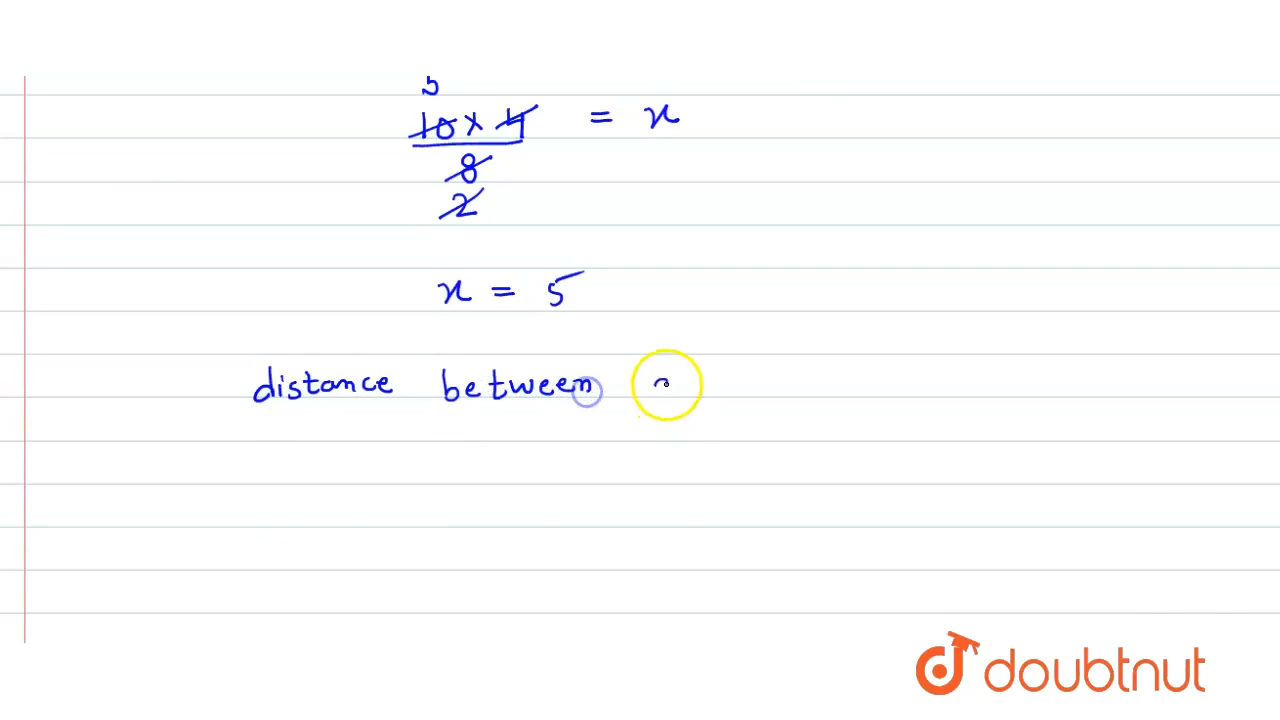 5
10 × 4 = x
8
2
x = 5
distance between
doubtnut